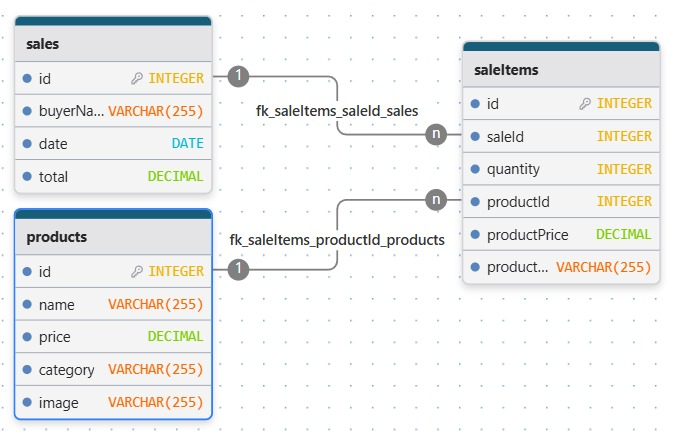 sales
id INTEGER
buyerNa... VARCHAR(255)
date DATE
total DECIMAL
products
id INTEGER
name VARCHAR(255)
price DECIMAL
category VARCHAR(255)
image VARCHAR(255)
1
fk_saleItems_saleId_sales
n
n
fk_saleItems_productId_products
1
saleItems
id INTEGER
saleId INTEGER
quantity INTEGER
productId INTEGER
productPrice DECIMAL
product... VARCHAR(255)